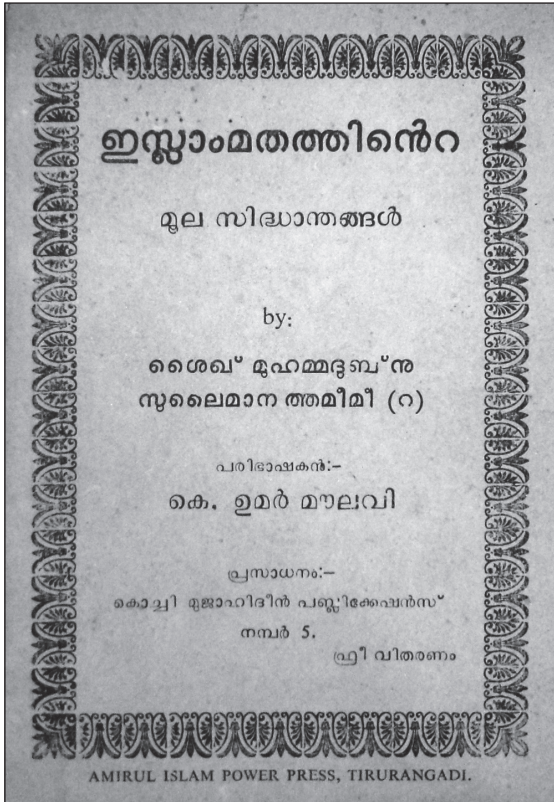 ഇസ്ലാംമതത്തിൻെറ
മൂല സിദ്ധാന്തങ്ങൾ
by:
ശൈഖ് മുഹമ്മദുബ്നു
സുലൈമാന ത്തമീമീ (റ)
പരിഭാഷകൻ:–
കെ. ഉമർ മൗലവി
പ്രസാധനം:–
കൊച്ചി മുജാഹിദീൻ പബ്ലിക്കേഷൻസ്
നമ്പർ 5.
ഫ്രീ വിതരണം
AMIRUL ISLAM POWER PRESS, TIRURANGADI.